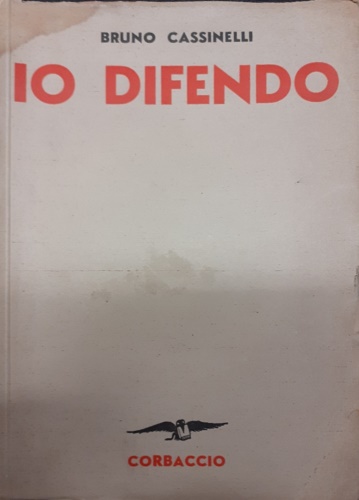 BRUNO CASSINELLI
IO DIFENDO
CORBACCIO